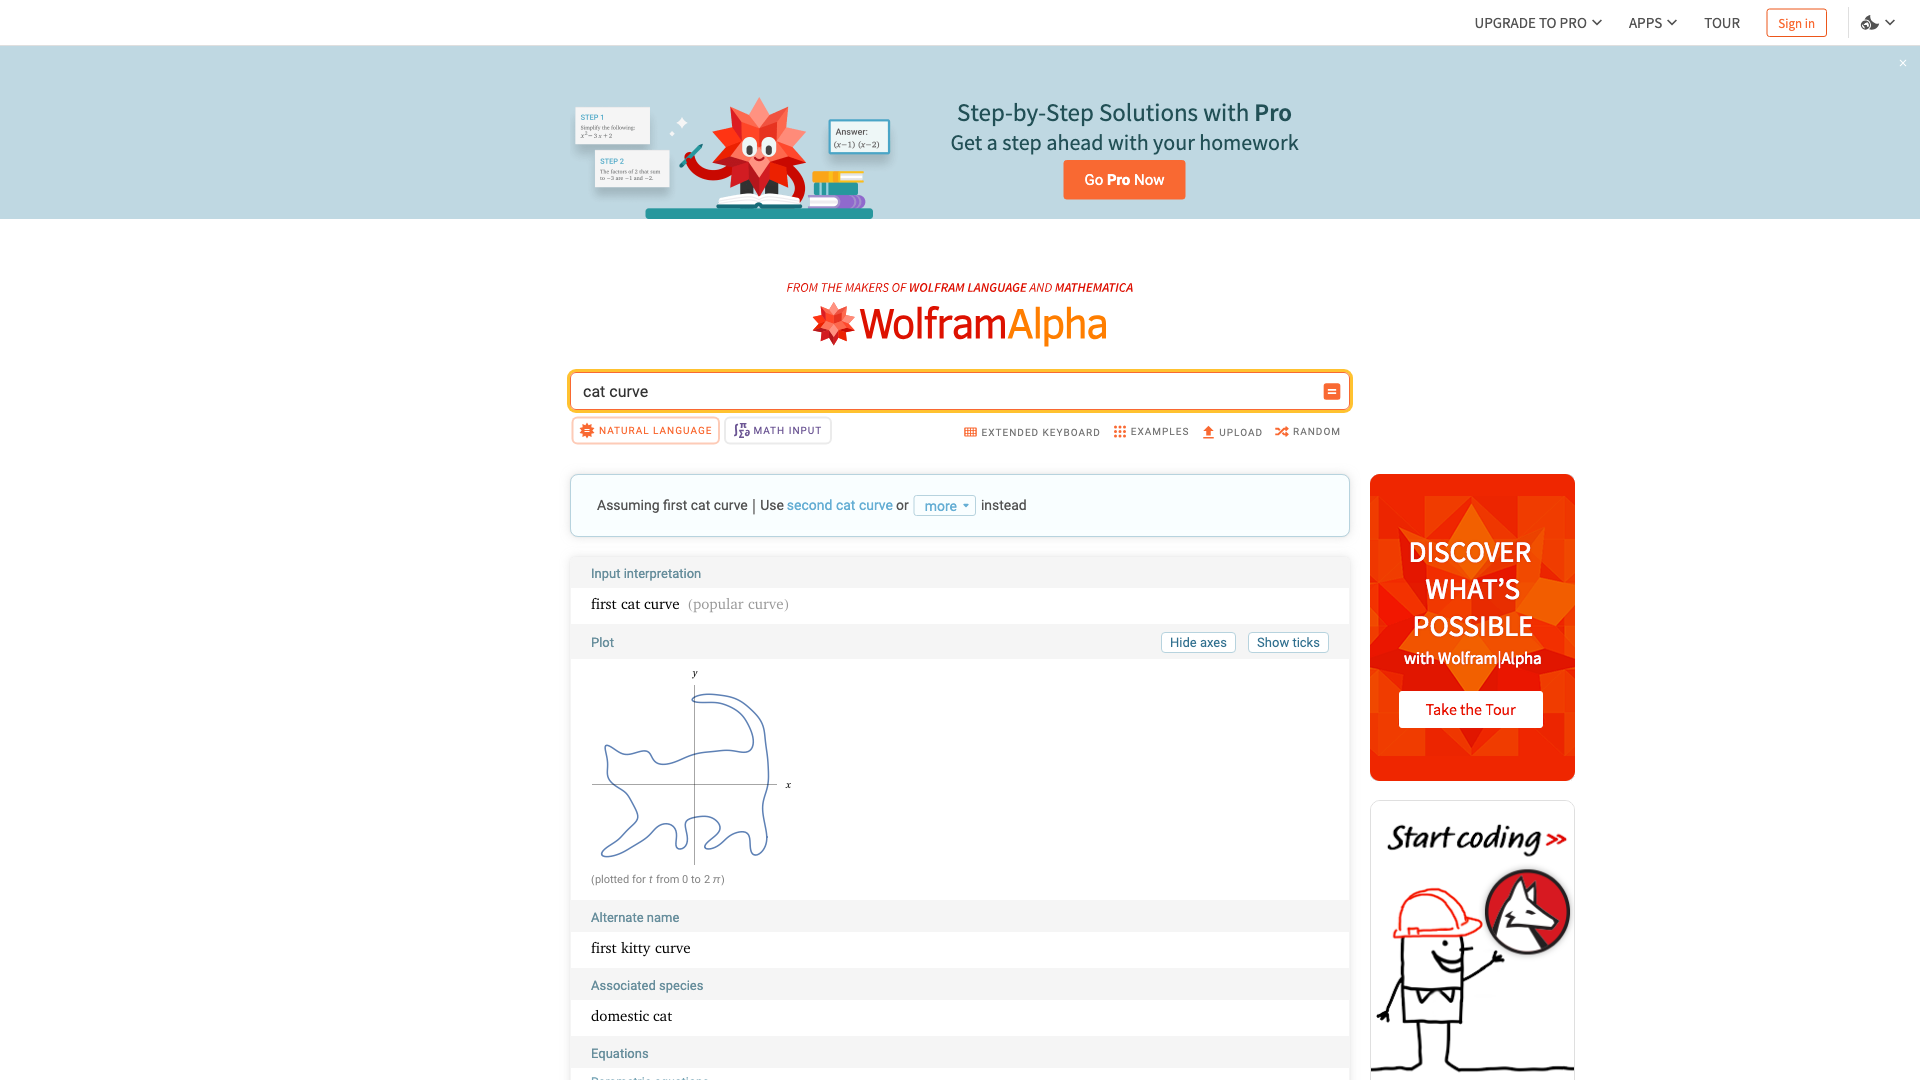 UPGRADE TO PRO APPS TOUR Sign in
×
STEP 1
Simplify the following:
x² − 3 x + 2
STEP 2
The factors of 2 that sum
to −3 are −1 and −2.
Answer:
(x−1) (x−2)
Step-by-Step Solutions with Pro
Get a step ahead with your homework
Go Pro Now
FROM THE MAKERS OF WOLFRAM LANGUAGE AND MATHEMATICA
WolframAlpha
cat curve
NATURAL LANGUAGE MATH INPUT EXTENDED KEYBOARD EXAMPLES UPLOAD RANDOM
Assuming first cat curve | Use second cat curve or more instead
Input interpretation
first cat curve (popular curve)
Plot Hide axes Show ticks
y
x
(plotted for t from 0 to 2 π)
Alternate name
first kitty curve
Associated species
domestic cat
Equations
DISCOVER
WHAT'S
POSSIBLE
with Wolfram|Alpha
Take the Tour
Start coding »